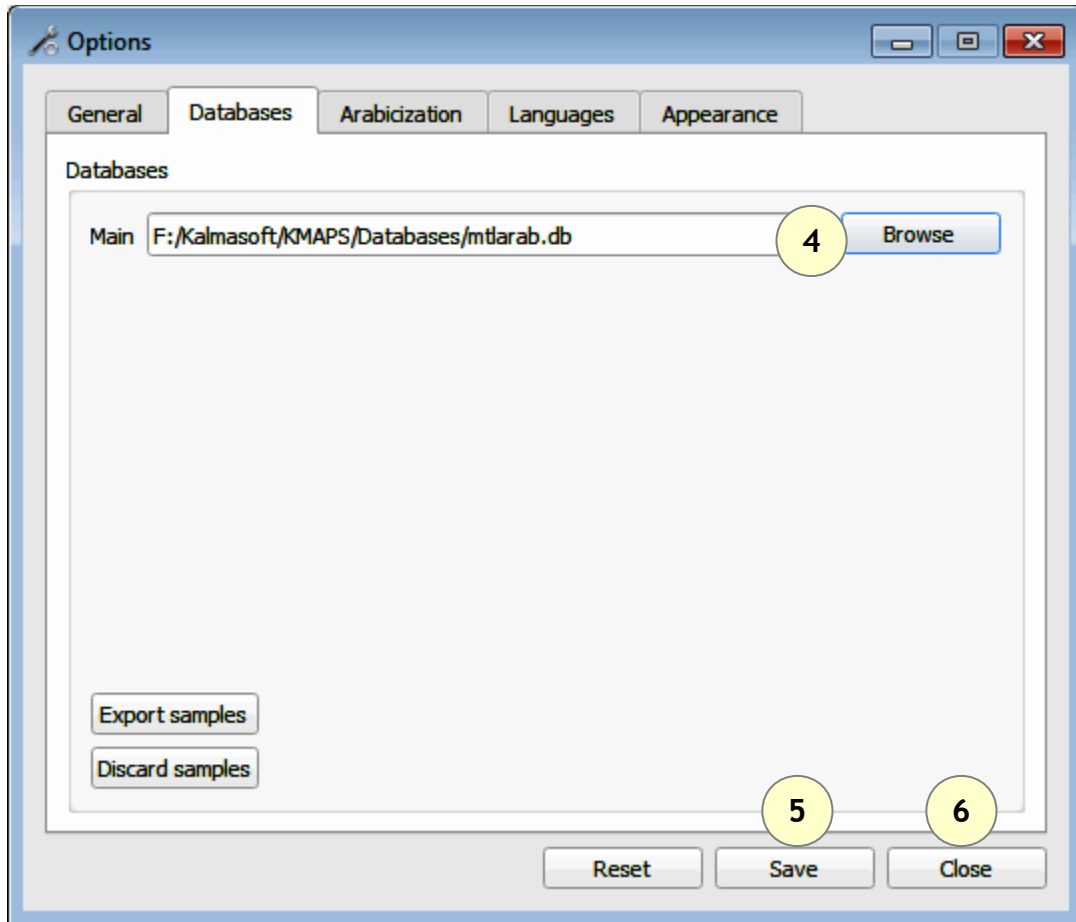 Options
General Databases Arabicization Languages Appearance
Databases
Main F:/Kalmasoft/KMAPS/Databases/mtlarab.db 4 Browse
Export samples
Discard samples
5 6
Reset Save Close